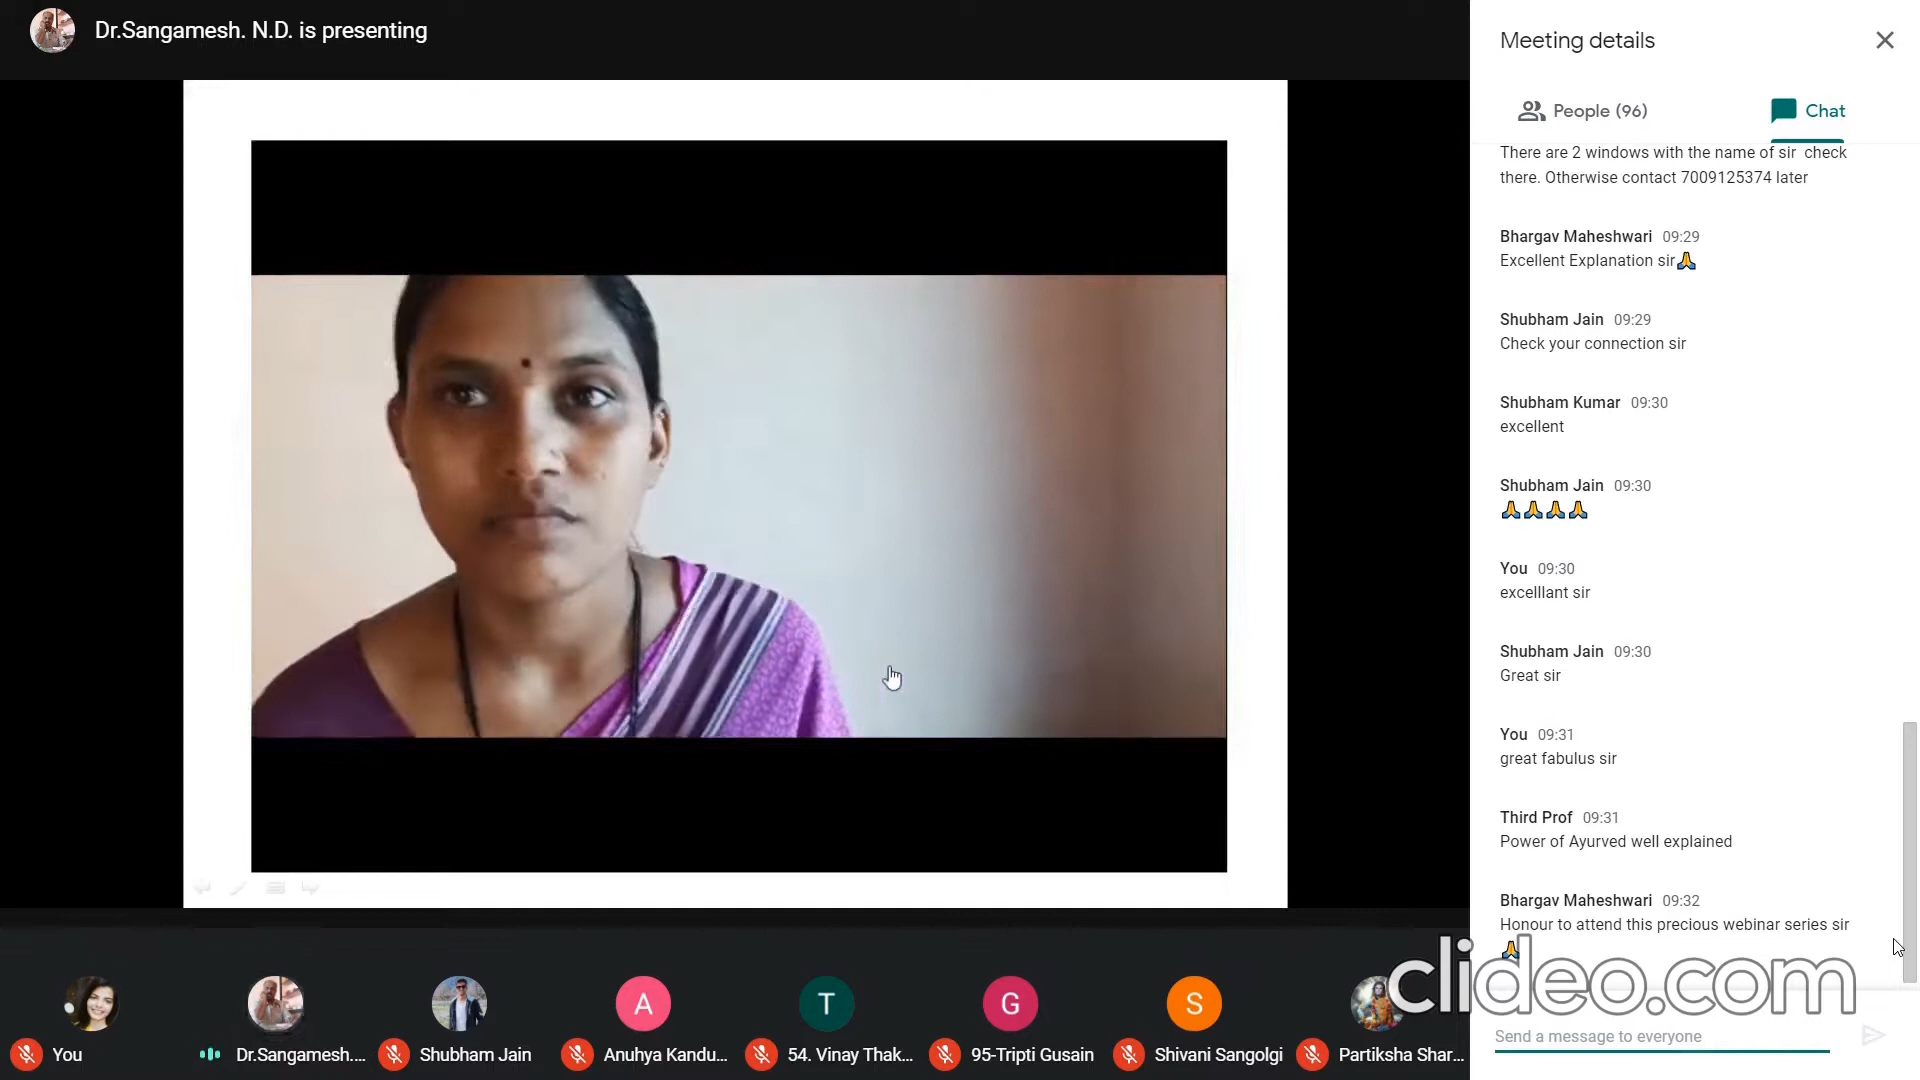 Dr.Sangamesh. N.D. is presenting
Meeting details
People (96)
Chat
There are 2 windows with the name of sir check
there. Otherwise contact 7009125374 later
Bhargav Maheshwari 09:29
Excellent Explanation sir🙏
Shubham Jain 09:29
Check your connection sir
Shubham Kumar 09:30
excellent
Shubham Jain 09:30
🙏🙏🙏🙏
You 09:30
excelllant sir
Shubham Jain 09:30
Great sir
You 09:31
great fabulus sir
Third Prof 09:31
Power of Ayurved well explained
Bhargav Maheshwari 09:32
Honour to attend this precious webinar series sir
🙏
clideo.com
Send a message to everyone
A
T
G
S
You
Dr.Sangamesh....
Shubham Jain
Anuhya Kandu...
54. Vinay Thak...
95-Tripti Gusain
Shivani Sangolgi
Partiksha Shar...